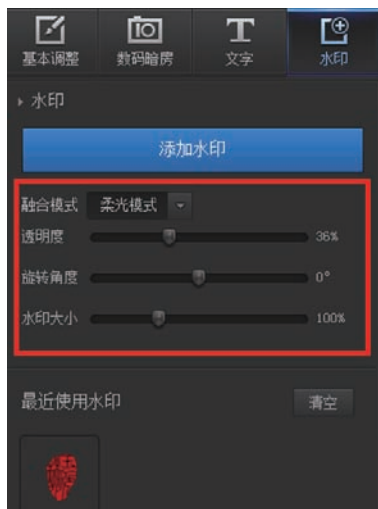 基本调整 数码暗房 文字 水印
水印
添加水印
融合模式 柔光模式
透明度 36%
旋转角度 0°
水印大小 100%
最近使用水印 清空